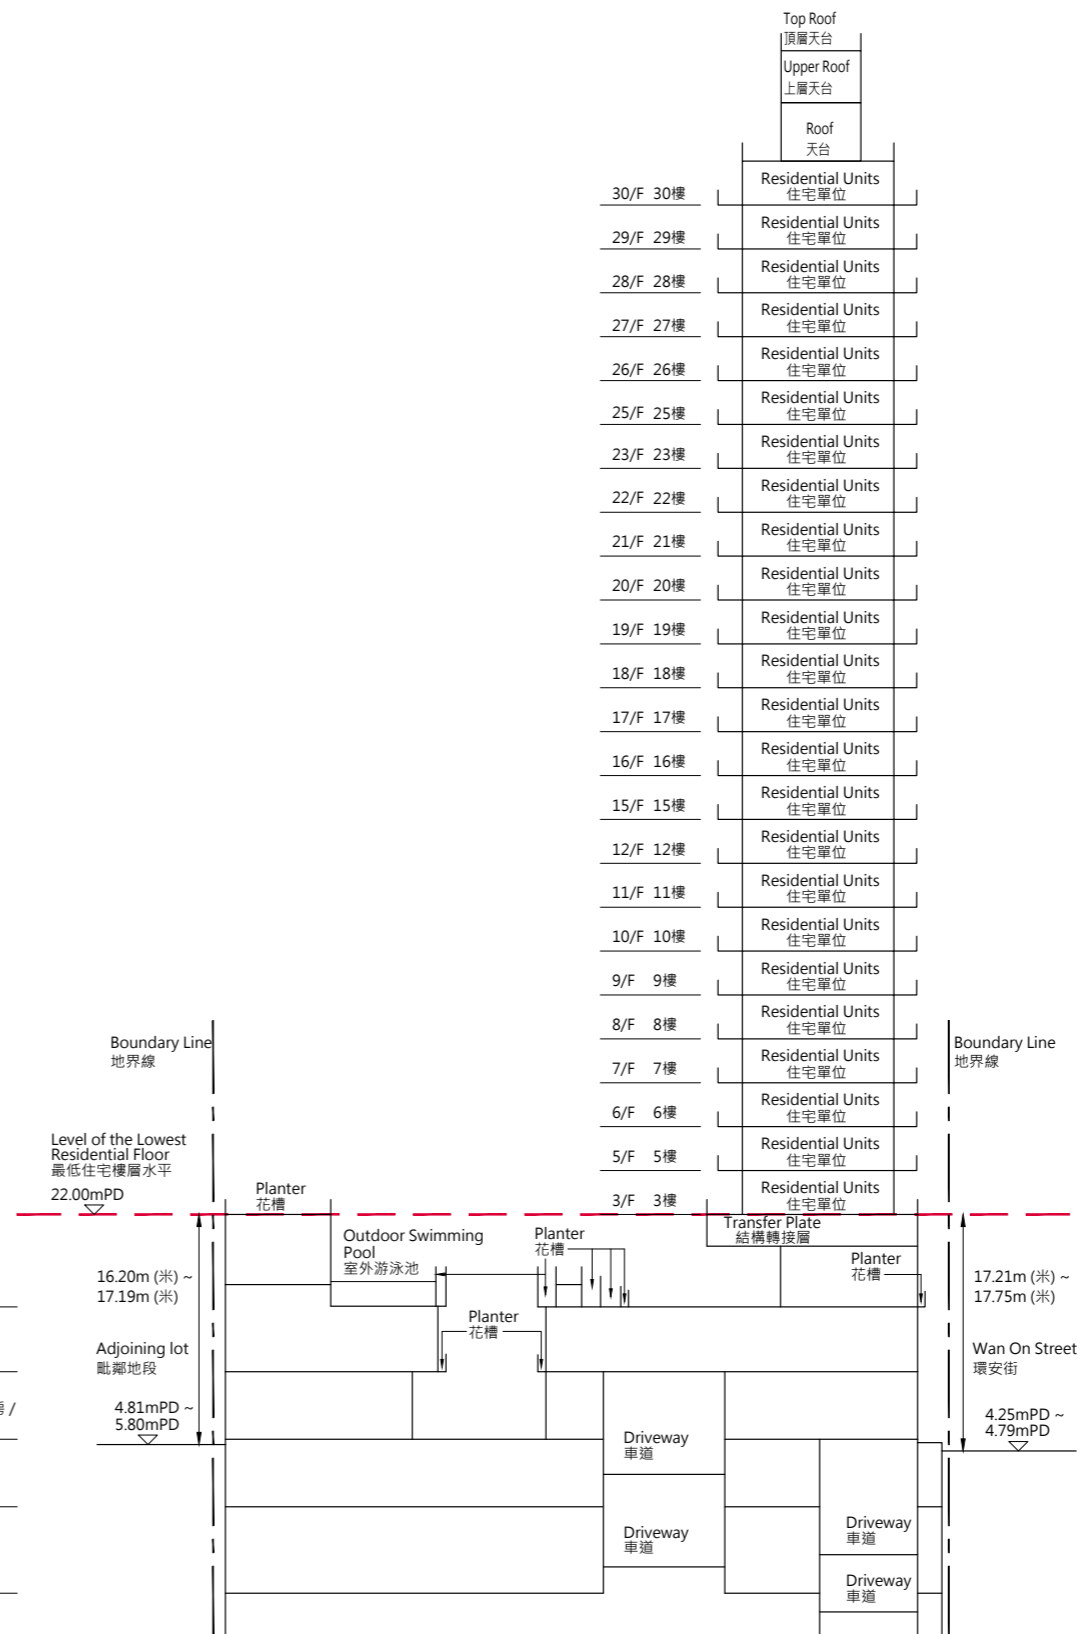 Top Roof
頂層天台
Upper Roof
上層天台
Roof
天台
30/F 30樓
Residential Units
住宅單位
29/F 29樓
Residential Units
住宅單位
28/F 28樓
Residential Units
住宅單位
27/F 27樓
Residential Units
住宅單位
26/F 26樓
Residential Units
住宅單位
25/F 25樓
Residential Units
住宅單位
23/F 23樓
Residential Units
住宅單位
22/F 22樓
Residential Units
住宅單位
21/F 21樓
Residential Units
住宅單位
20/F 20樓
Residential Units
住宅單位
19/F 19樓
Residential Units
住宅單位
18/F 18樓
Residential Units
住宅單位
17/F 17樓
Residential Units
住宅單位
16/F 16樓
Residential Units
住宅單位
15/F 15樓
Residential Units
住宅單位
12/F 12樓
Residential Units
住宅單位
11/F 11樓
Residential Units
住宅單位
10/F 10樓
Residential Units
住宅單位
9/F 9樓
Residential Units
住宅單位
8/F 8樓
Residential Units
住宅單位
7/F 7樓
Residential Units
住宅單位
6/F 6樓
Residential Units
住宅單位
5/F 5樓
Residential Units
住宅單位
3/F 3樓
Residential Units
住宅單位
Boundary Line
地界線
Boundary Line
地界線
Level of the Lowest
Residential Floor
最低住宅樓層水平
22.00mPD
Planter
花槽
Outdoor Swimming
Pool
室外游泳池
Planter
花槽
Transfer Plate
結構轉接層
Planter
花槽
Planter
花槽
16.20m (米) ~
17.19m (米)
17.21m (米) ~
17.75m (米)
Adjoining lot
毗鄰地段
Wan On Street
環安街
4.81mPD ~
5.80mPD
4.25mPD ~
4.79mPD
/
Driveway
車道
Driveway
車道
Driveway
車道
Driveway
車道